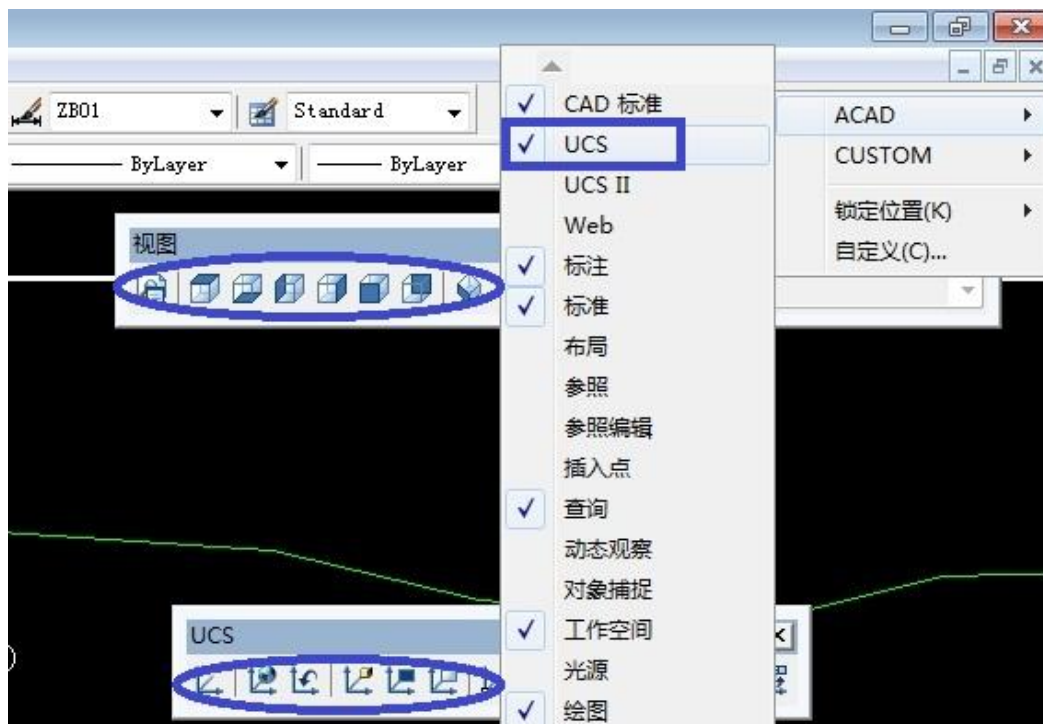 ZB01
Standard
ByLayer
ByLayer
视图
UCS
CAD 标准
UCS
UCS II
Web
标注
标准
布局
参照
参照编辑
插入点
查询
动态观察
对象捕捉
工作空间
光源
绘图
ACAD
CUSTOM
锁定位置(K)
自定义(C)...